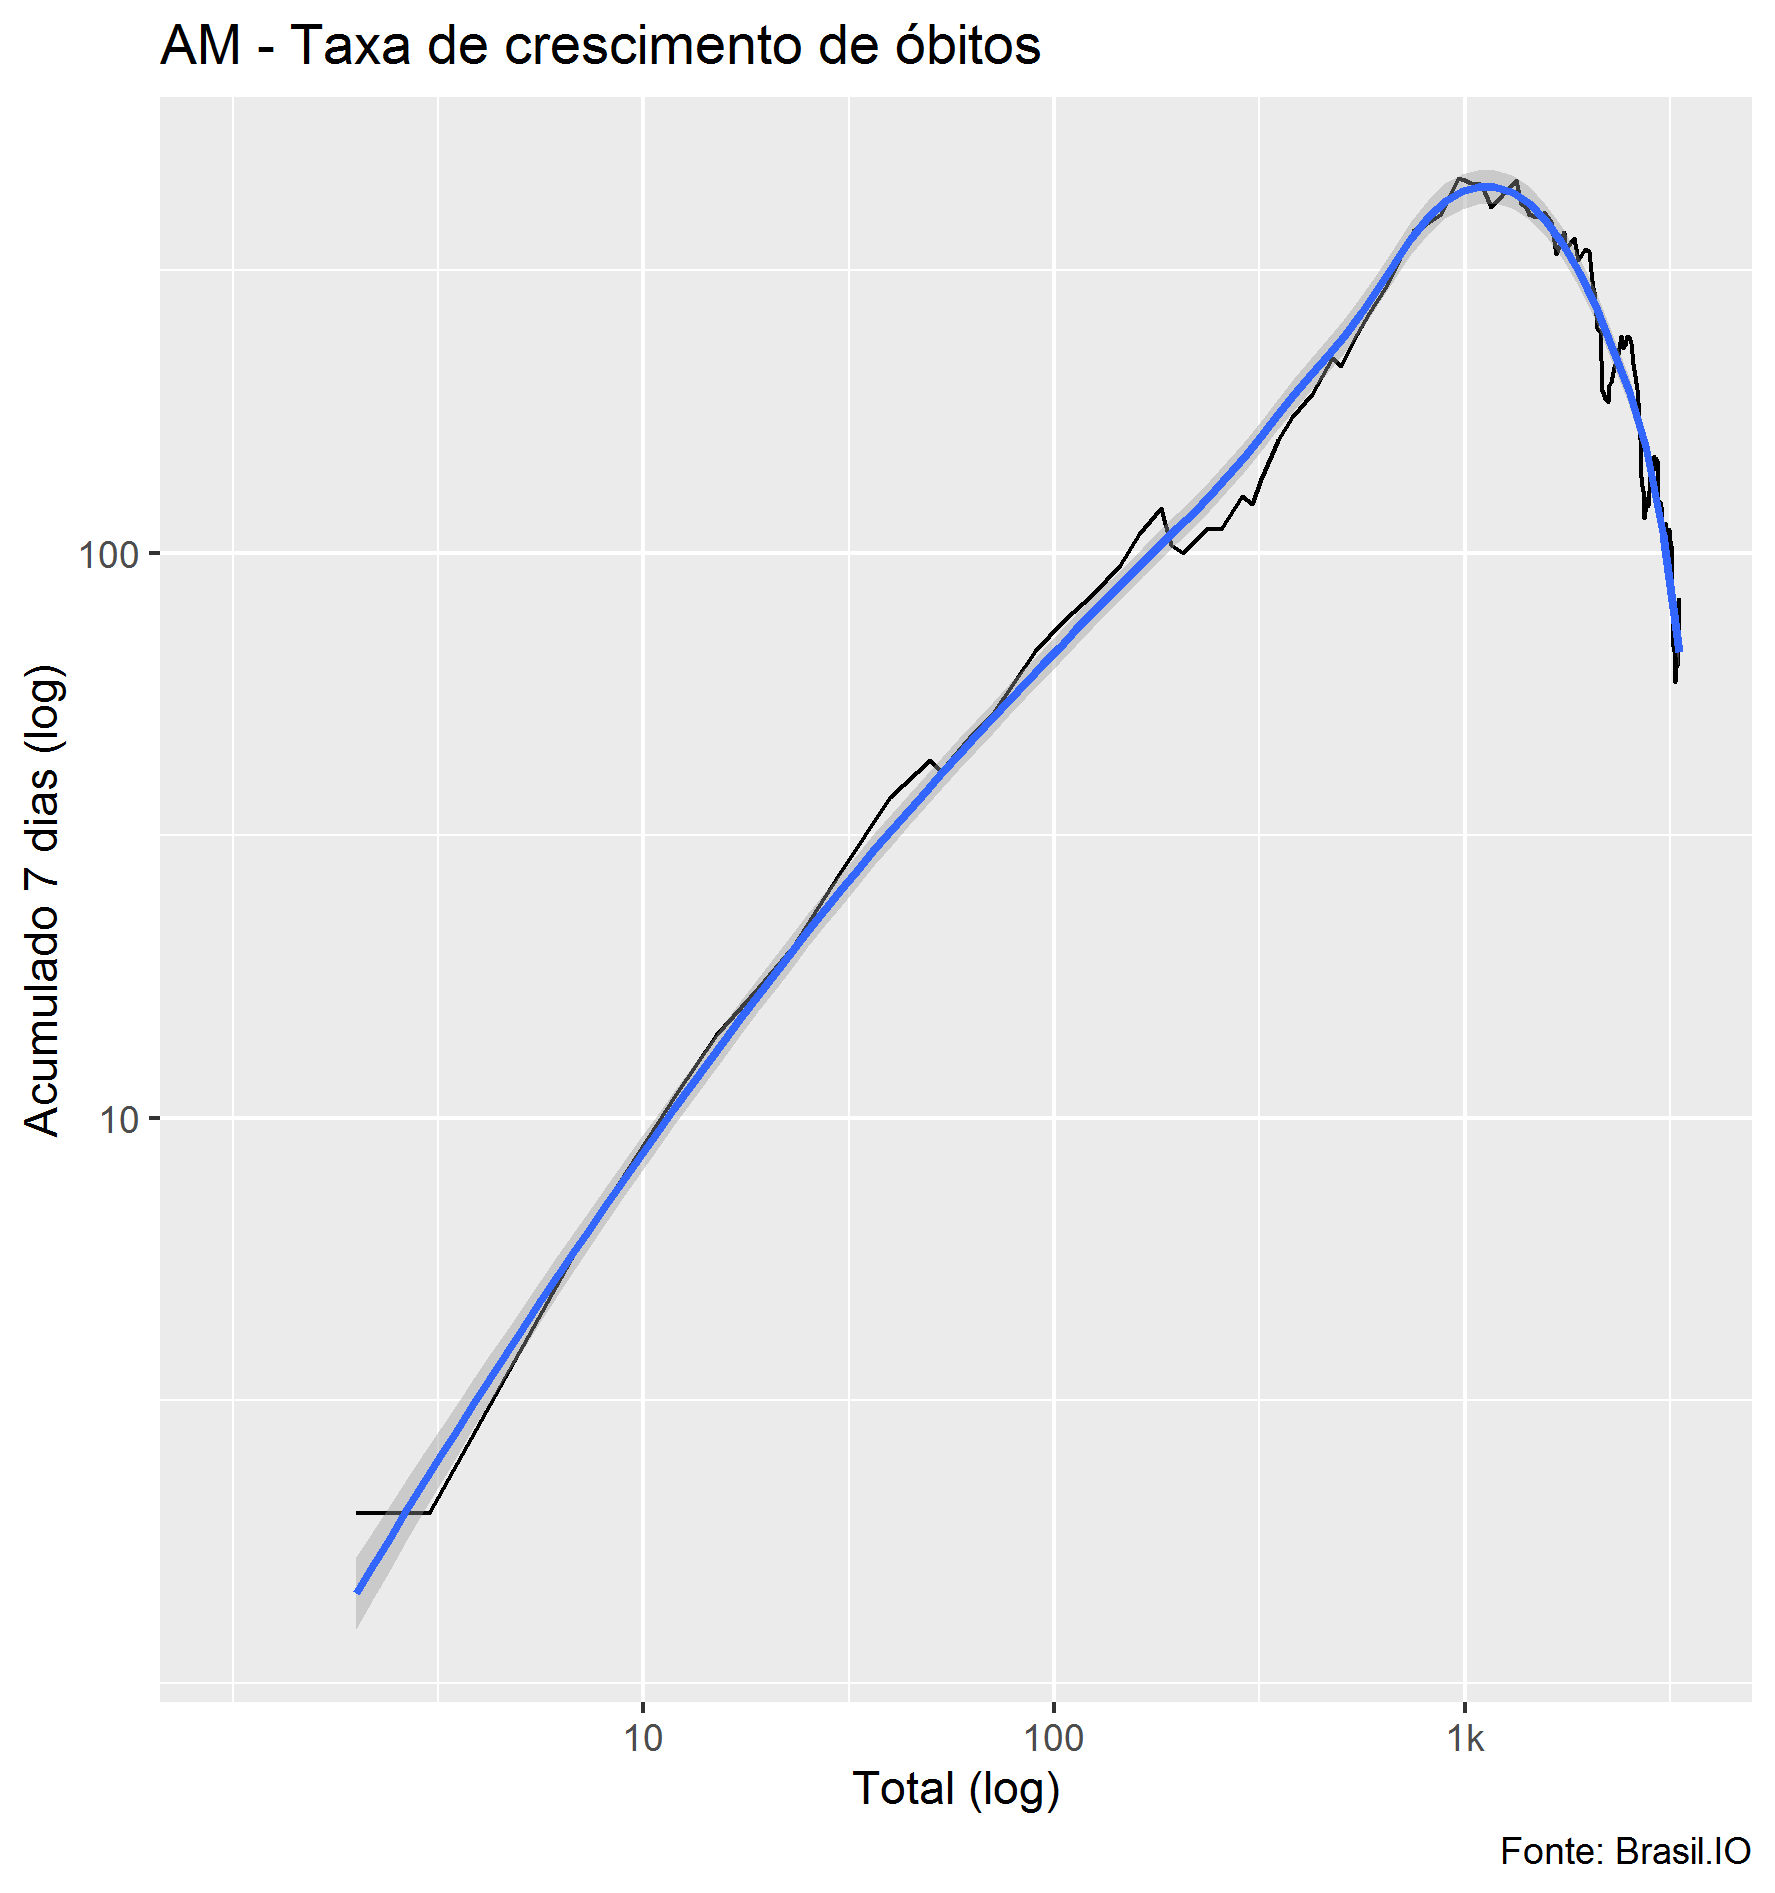 AM - Taxa de crescimento de óbitos
Acumulado 7 dias (log)
100
10
10
100
1k
Total (log)
Fonte: Brasil.IO